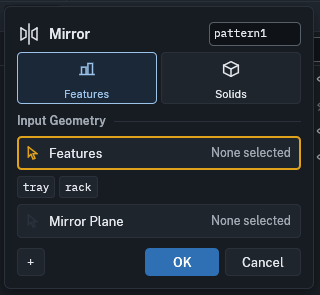 Mirror pattern1
Features Solids
Input Geometry
Features None selected
tray rack
Mirror Plane None selected
+ OK Cancel